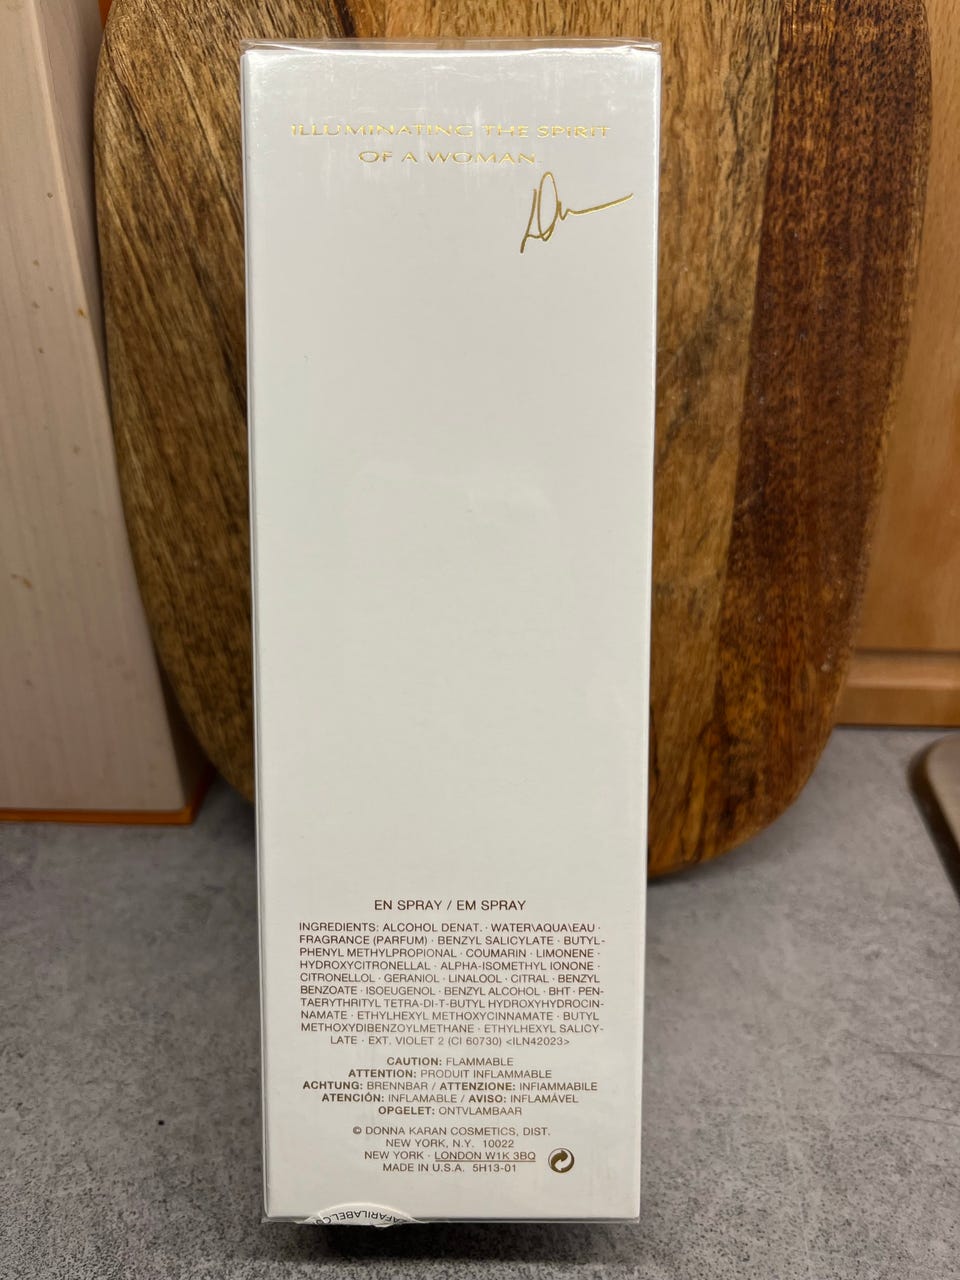 ILLUMINATING THE SPIRIT
OF A WOMAN.
EN SPRAY / EM SPRAY
INGREDIENTS: ALCOHOL DENAT. · WATER\AQUA\EAU ·
FRAGRANCE (PARFUM) · BENZYL SALICYLATE · BUTYL-
PHENYL METHYLPROPIONAL · COUMARIN · LIMONENE ·
HYDROXYCITRONELLAL · ALPHA-ISOMETHYL IONONE ·
CITRONELLOL · GERANIOL · LINALOOL · CITRAL · BENZYL
BENZOATE · ISOEUGENOL · BENZYL ALCOHOL · BHT · PEN-
TAERYTHRITYL TETRA-DI-T-BUTYL HYDROXYHYDROCIN-
NAMATE · ETHYLHEXYL METHOXYCINNAMATE · BUTYL
METHOXYDIBENZOYLMETHANE · ETHYLHEXYL SALICY-
LATE · EXT. VIOLET 2 (CI 60730) <ILN42023>
CAUTION: FLAMMABLE
ATTENTION: PRODUIT INFLAMMABLE
ACHTUNG: BRENNBAR / ATTENZIONE: INFIAMMABILE
ATENCIÓN: INFLAMABLE / AVISO: INFLAMÁVEL
OPGELET: ONTVLAMBAAR
© DONNA KARAN COSMETICS, DIST.
NEW YORK, N.Y. 10022
NEW YORK · LONDON W1K 3BQ
MADE IN U.S.A. 5H13-01